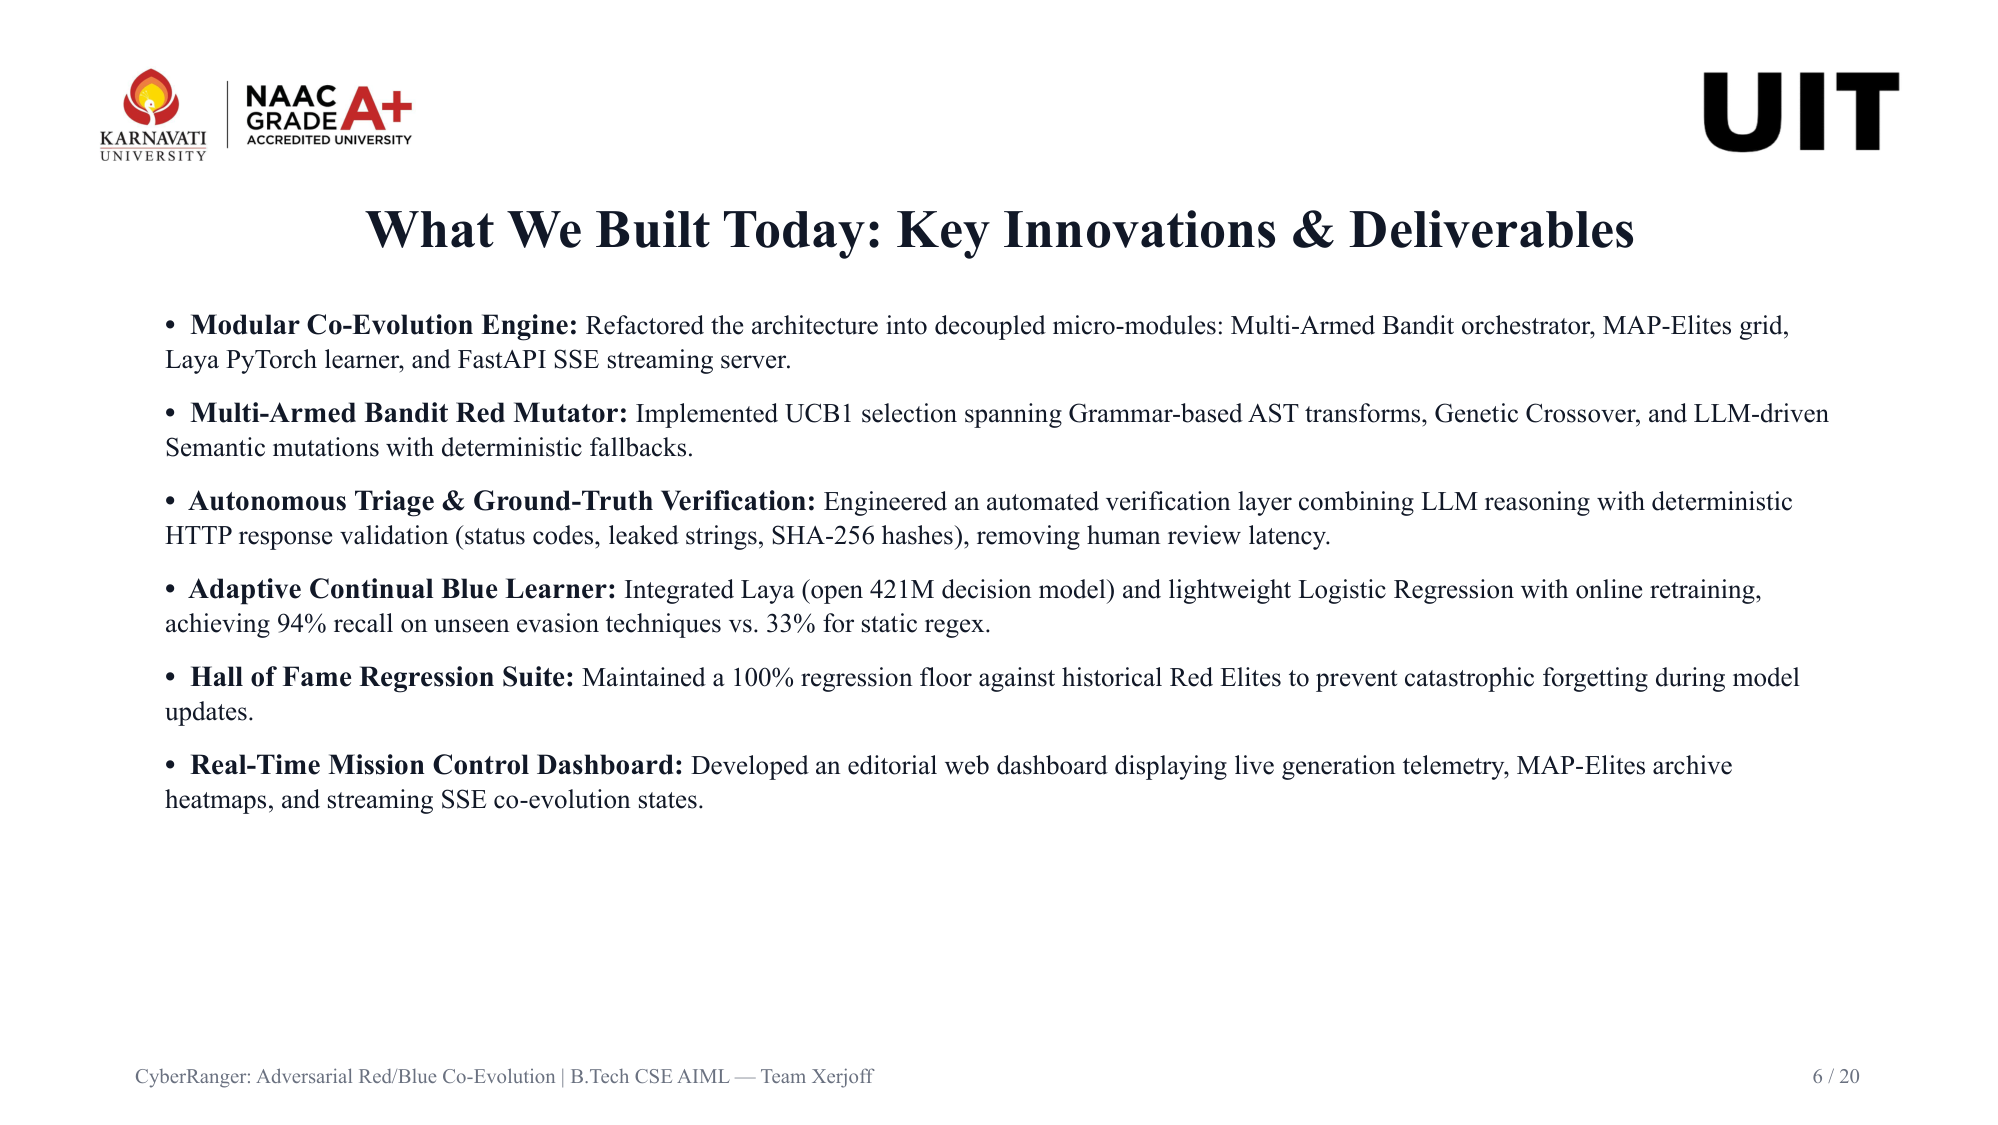 KARNAVATI
UNIVERSITY
NAAC
GRADE A+
ACCREDITED UNIVERSITY
UIT
What We Built Today: Key Innovations & Deliverables
• Modular Co-Evolution Engine: Refactored the architecture into decoupled micro-modules: Multi-Armed Bandit orchestrator, MAP-Elites grid,
Laya PyTorch learner, and FastAPI SSE streaming server.
• Multi-Armed Bandit Red Mutator: Implemented UCB1 selection spanning Grammar-based AST transforms, Genetic Crossover, and LLM-driven
Semantic mutations with deterministic fallbacks.
• Autonomous Triage & Ground-Truth Verification: Engineered an automated verification layer combining LLM reasoning with deterministic
HTTP response validation (status codes, leaked strings, SHA-256 hashes), removing human review latency.
• Adaptive Continual Blue Learner: Integrated Laya (open 421M decision model) and lightweight Logistic Regression with online retraining,
achieving 94% recall on unseen evasion techniques vs. 33% for static regex.
• Hall of Fame Regression Suite: Maintained a 100% regression floor against historical Red Elites to prevent catastrophic forgetting during model
updates.
• Real-Time Mission Control Dashboard: Developed an editorial web dashboard displaying live generation telemetry, MAP-Elites archive
heatmaps, and streaming SSE co-evolution states.
CyberRanger: Adversarial Red/Blue Co-Evolution | B.Tech CSE AIML — Team Xerjoff
6 / 20